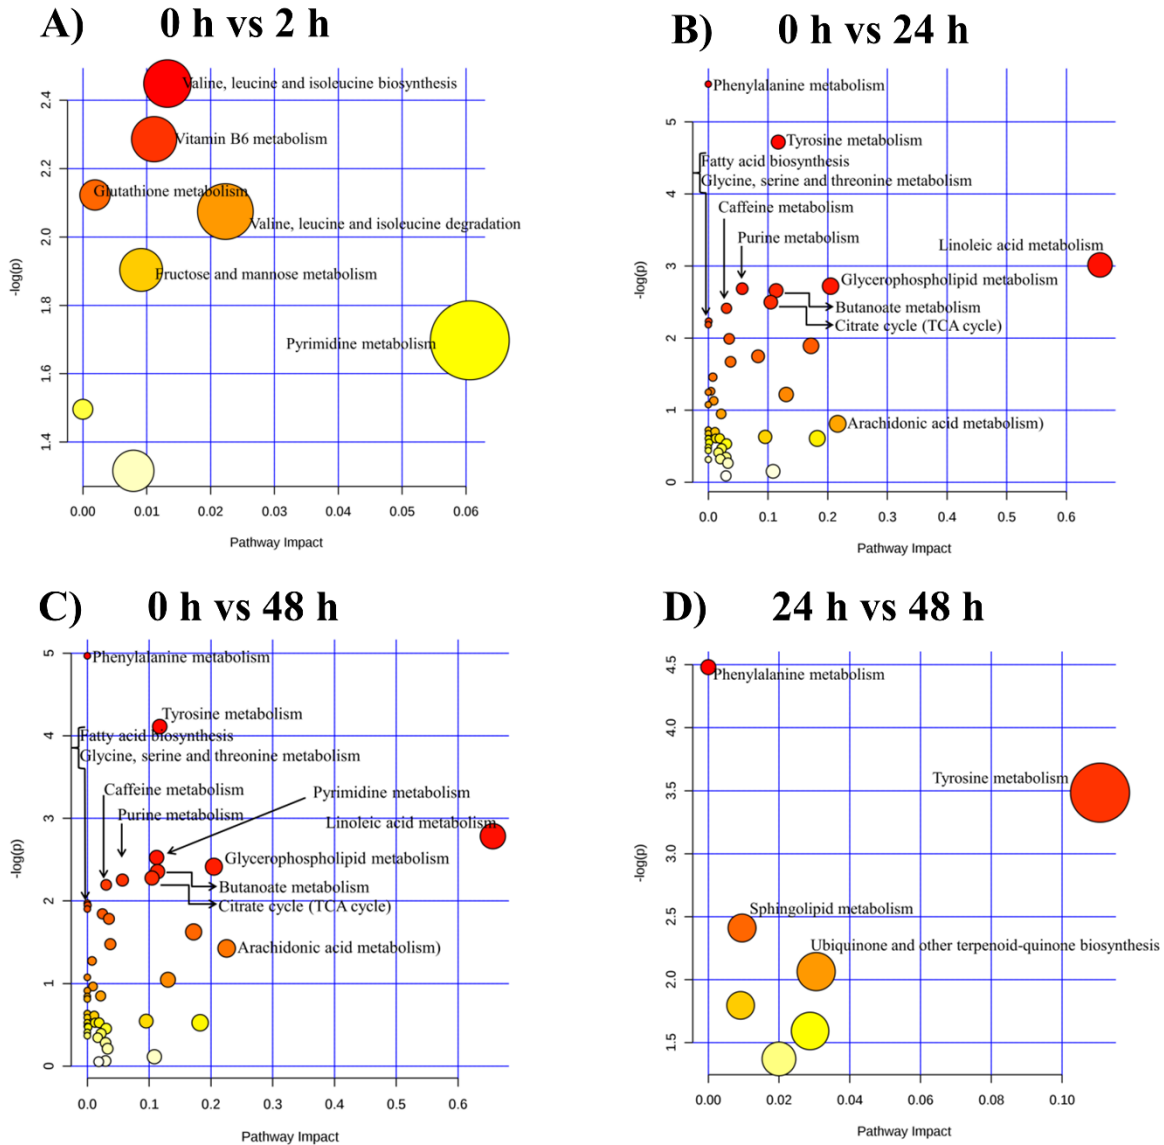 A) 0 h vs 2 h
Valine, leucine and isoleucine biosynthesis
Vitamin B6 metabolism
Glutathione metabolism
Valine, leucine and isoleucine degradation
Fructose and mannose metabolism
Pyrimidine metabolism
2.4
2.2
2.0
1.8
1.6
1.4
-log(p)
0.00 0.01 0.02 0.03 0.04 0.05 0.06
Pathway Impact
B) 0 h vs 24 h
Phenylalanine metabolism
Tyrosine metabolism
Fatty acid biosynthesis
Glycine, serine and threonine metabolism
Caffeine metabolism
Purine metabolism
Linoleic acid metabolism
Glycerophospholipid metabolism
Butanoate metabolism
Citrate cycle (TCA cycle)
Arachidonic acid metabolism)
5
4
3
2
1
0
-log(p)
0.0 0.1 0.2 0.3 0.4 0.5 0.6
Pathway Impact
C) 0 h vs 48 h
Phenylalanine metabolism
Tyrosine metabolism
Fatty acid biosynthesis
Glycine, serine and threonine metabolism
Caffeine metabolism
Pyrimidine metabolism
Purine metabolism
Linoleic acid metabolism
Glycerophospholipid metabolism
Butanoate metabolism
Citrate cycle (TCA cycle)
Arachidonic acid metabolism)
5
4
3
2
1
0
-log(p)
0.0 0.1 0.2 0.3 0.4 0.5 0.6
Pathway Impact
D) 24 h vs 48 h
Phenylalanine metabolism
Tyrosine metabolism
Sphingolipid metabolism
Ubiquinone and other terpenoid-quinone biosynthesis
4.5
4.0
3.5
3.0
2.5
2.0
1.5
-log(p)
0.00 0.02 0.04 0.06 0.08 0.10
Pathway Impact